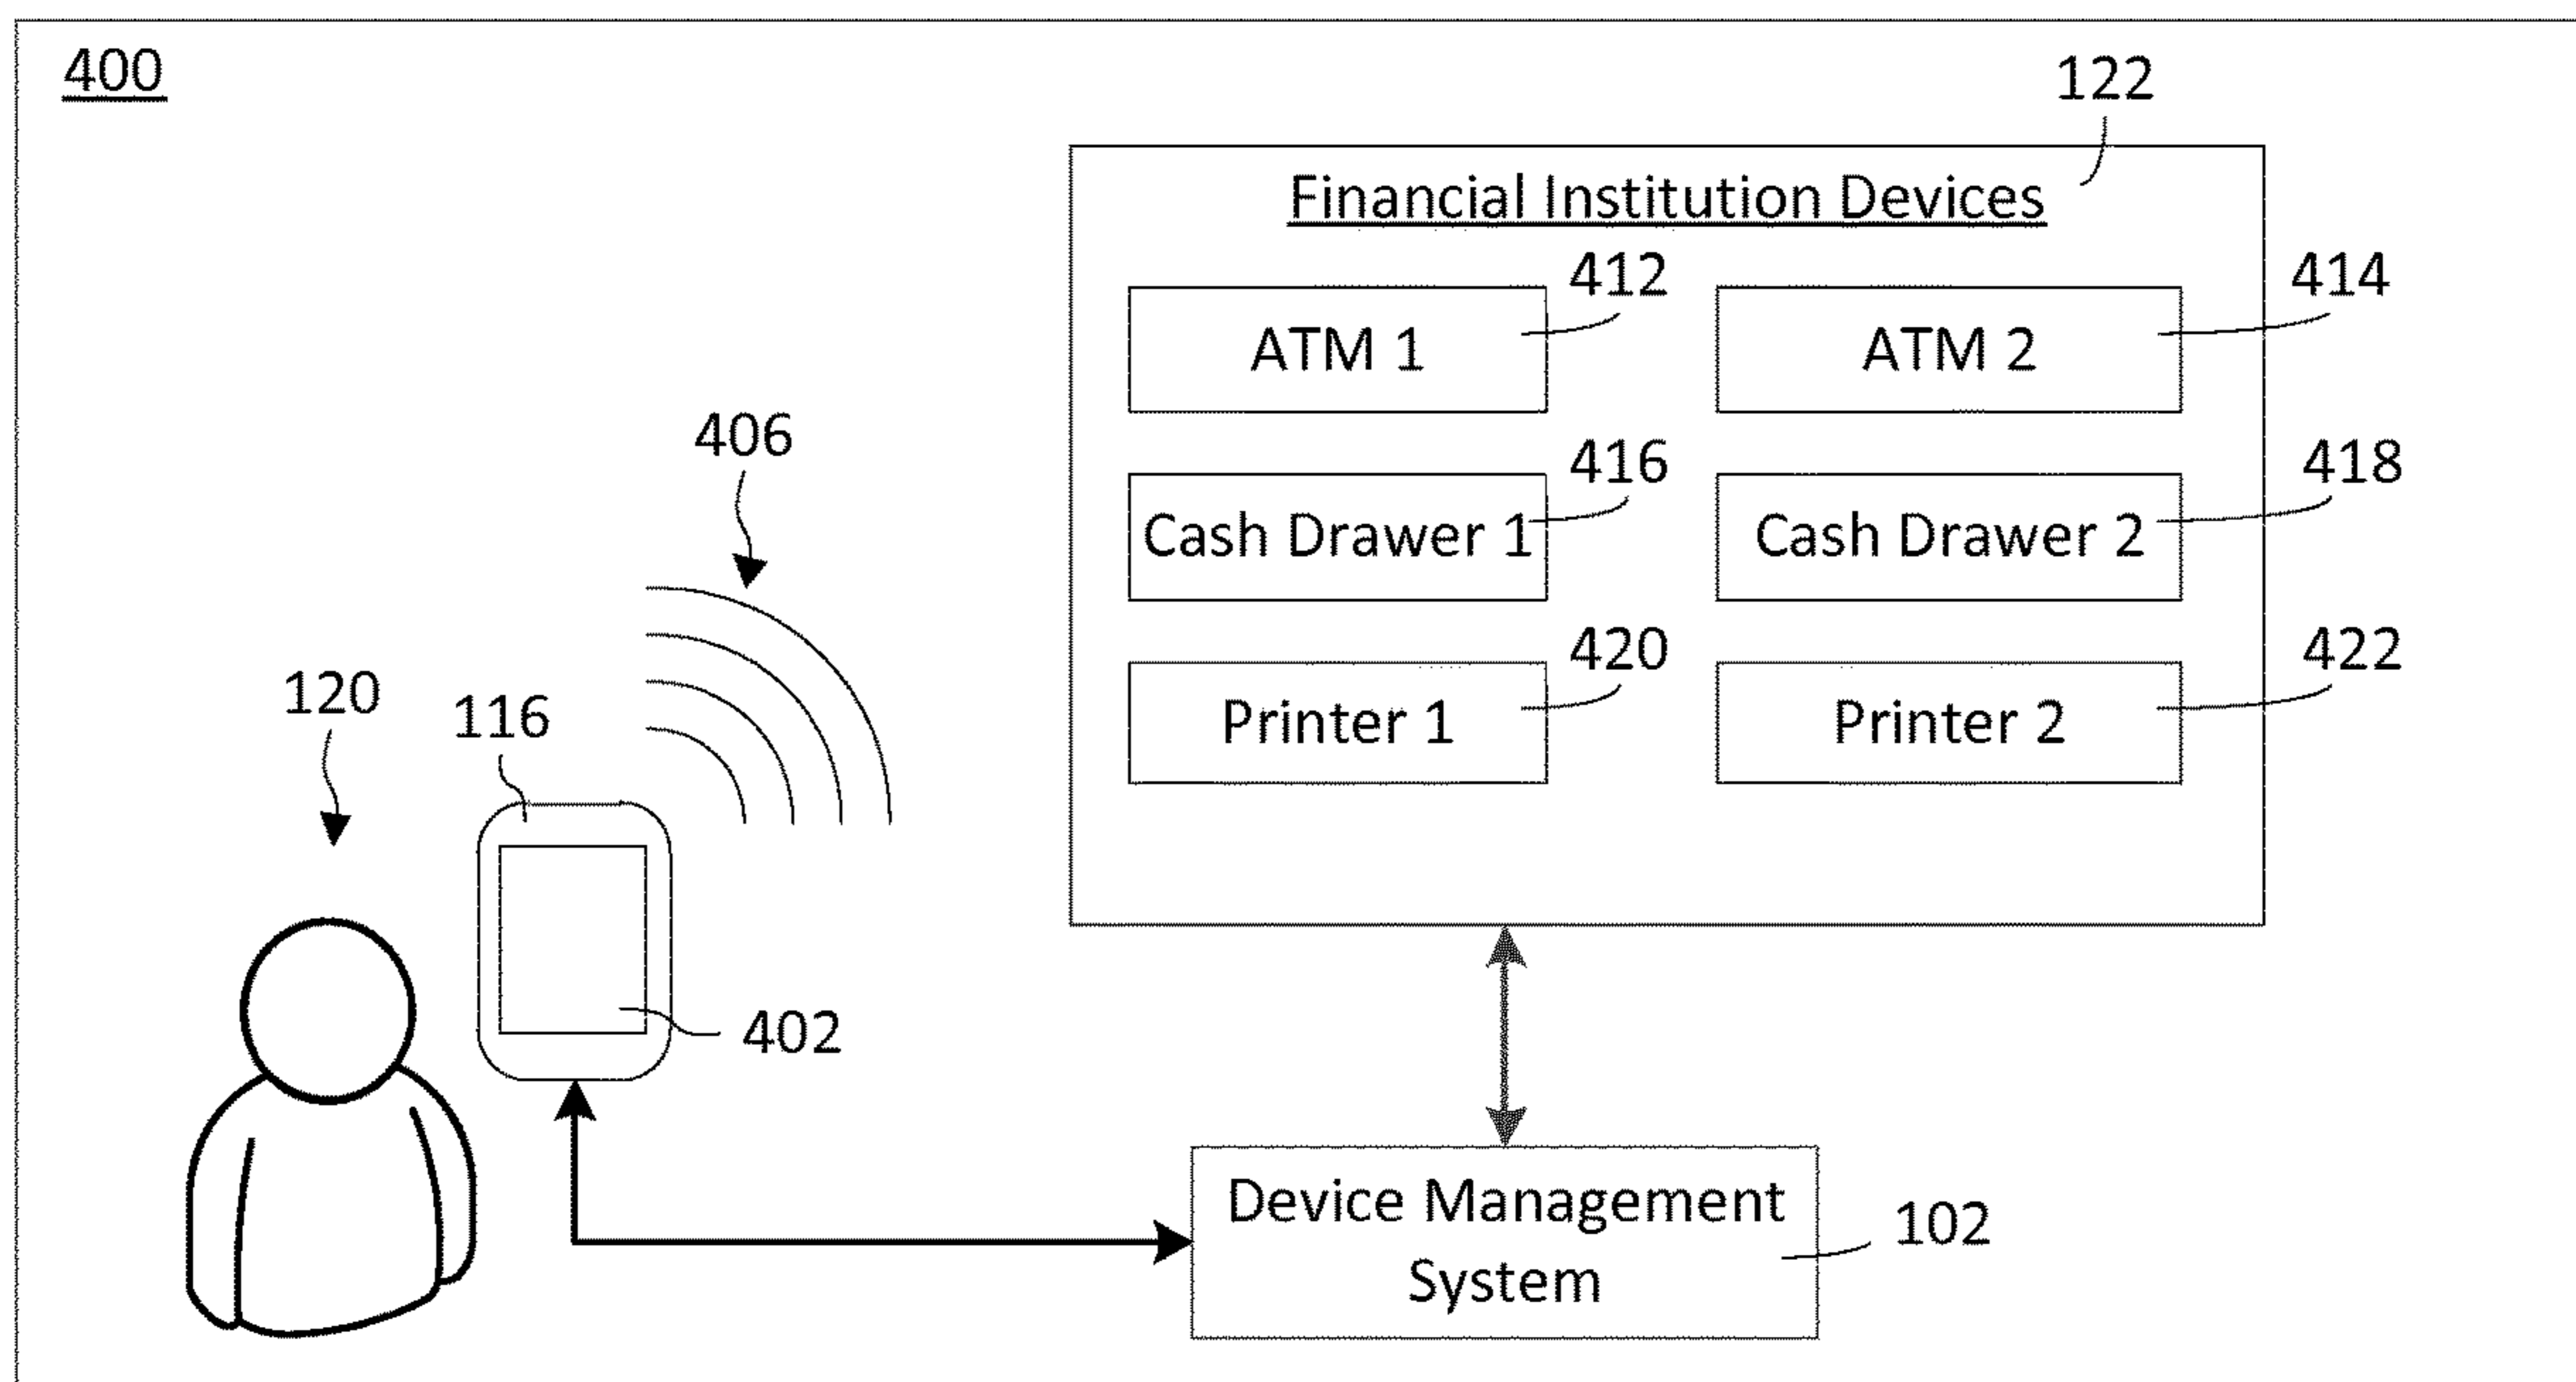 400
122
Financial Institution Devices
412
414
ATM 1
ATM 2
406
416
418
Cash Drawer 1
Cash Drawer 2
420
422
120
116
Printer 1
Printer 2
402
Device Management
System
102